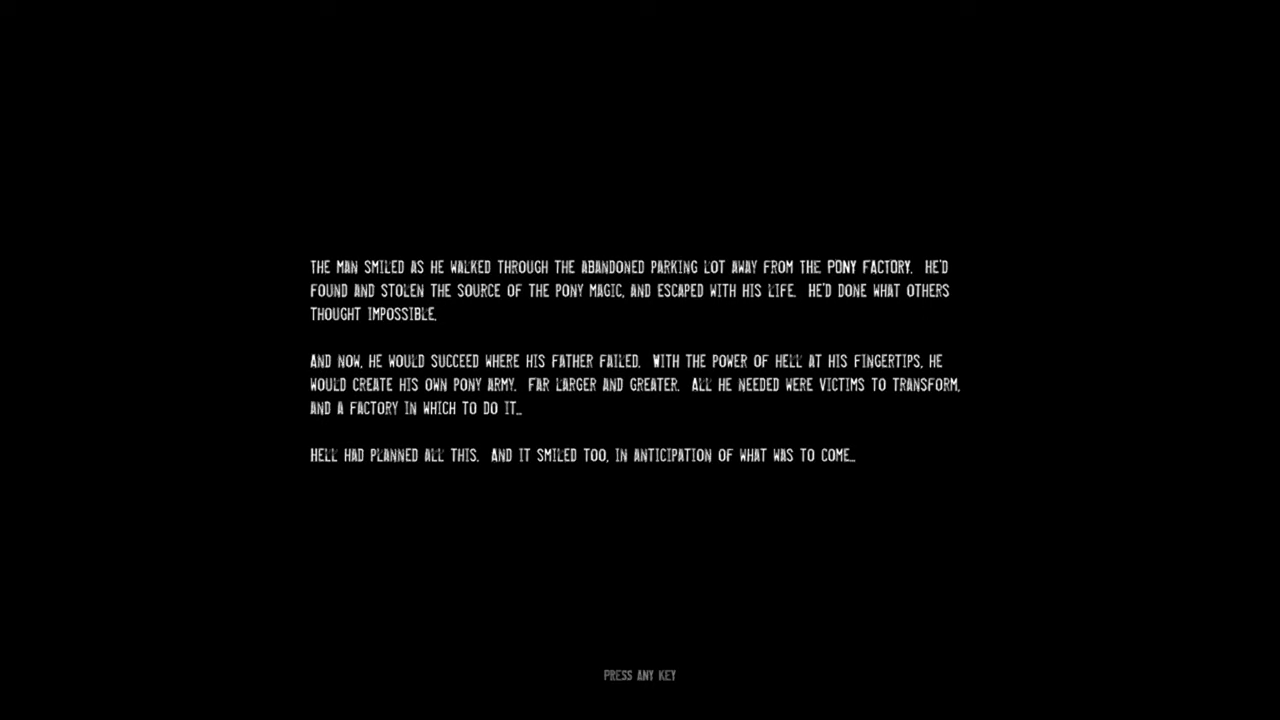 THE MAN SMILED AS HE WALKED THROUGH THE ABANDONED PARKING LOT AWAY FROM THE PONY FACTORY.  HE'D
FOUND AND STOLEN THE SOURCE OF THE PONY MAGIC, AND ESCAPED WITH HIS LIFE.  HE'D DONE WHAT OTHERS
THOUGHT IMPOSSIBLE.
AND NOW, HE WOULD SUCCEED WHERE HIS FATHER FAILED.  WITH THE POWER OF HELL AT HIS FINGERTIPS, HE
WOULD CREATE HIS OWN PONY ARMY.  FAR LARGER AND GREATER.  ALL HE NEEDED WERE VICTIMS TO TRANSFORM,
AND A FACTORY IN WHICH TO DO IT...
HELL HAD PLANNED ALL THIS.  AND IT SMILED TOO, IN ANTICIPATION OF WHAT WAS TO COME...
PRESS ANY KEY